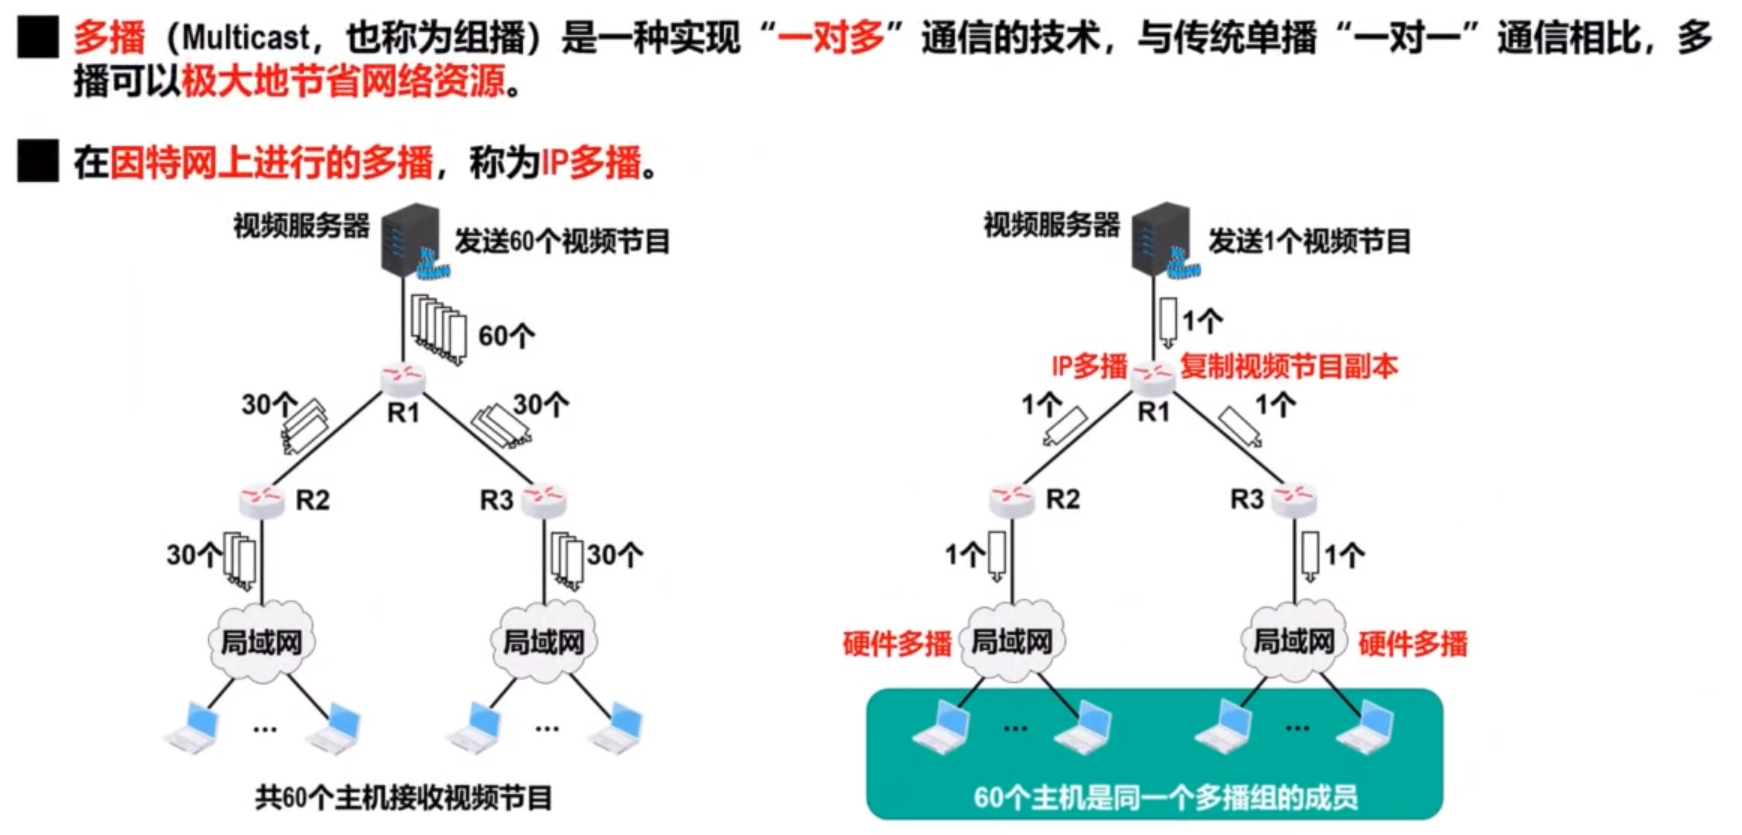 多播（Multicast，也称为组播）是一种实现“一对多”通信的技术，与传统单播“一对一”通信相比，多
播可以极大地节省网络资源。
在因特网上进行的多播，称为IP多播。
视频服务器
发送60个视频节目
60个
R1
30个
30个
R2
R3
30个
30个
局域网
局域网
...
...
共60个主机接收视频节目
视频服务器
发送1个视频节目
1个
IP多播
复制视频节目副本
R1
1个
1个
R2
R3
1个
1个
硬件多播
局域网
局域网
硬件多播
...
...
60个主机是同一个多播组的成员